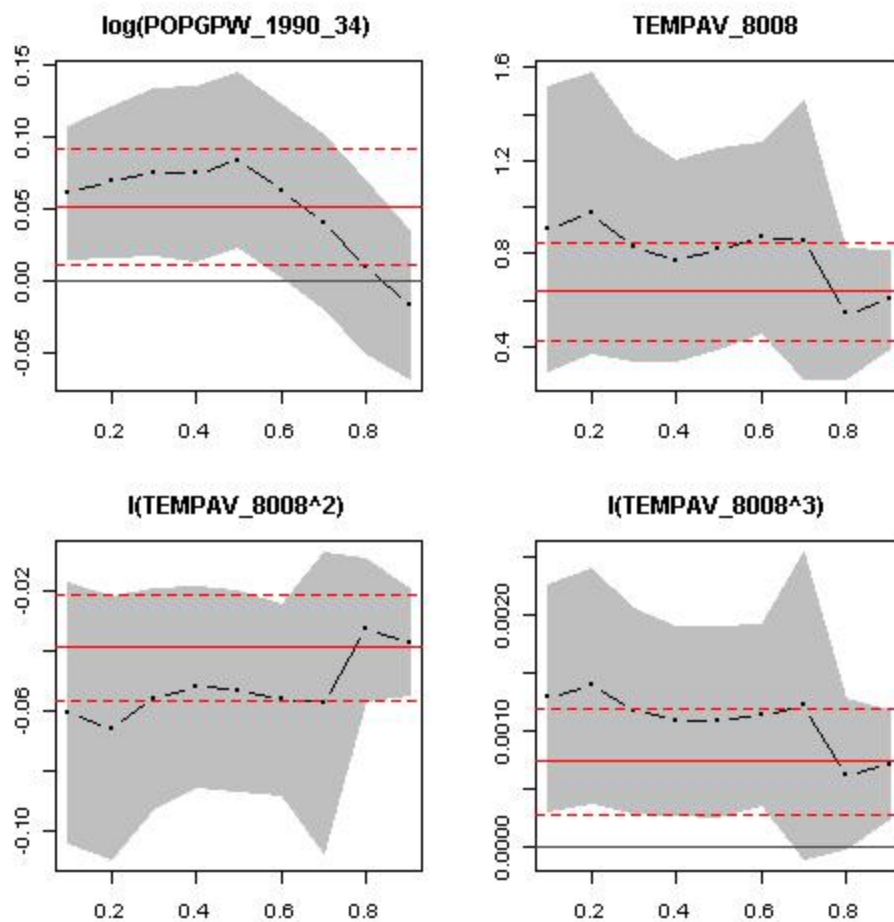 log(POPGPW_1990_34)
0.15
0.10
0.05
0.00
-0.05
0.2 0.4 0.6 0.8
TEMPAV_8008
1.6
1.2
0.8
0.4
0.2 0.4 0.6 0.8
I(TEMPAV_8008^2)
-0.02
-0.06
-0.10
0.2 0.4 0.6 0.8
I(TEMPAV_8008^3)
0.0020
0.0010
0.0000
0.2 0.4 0.6 0.8